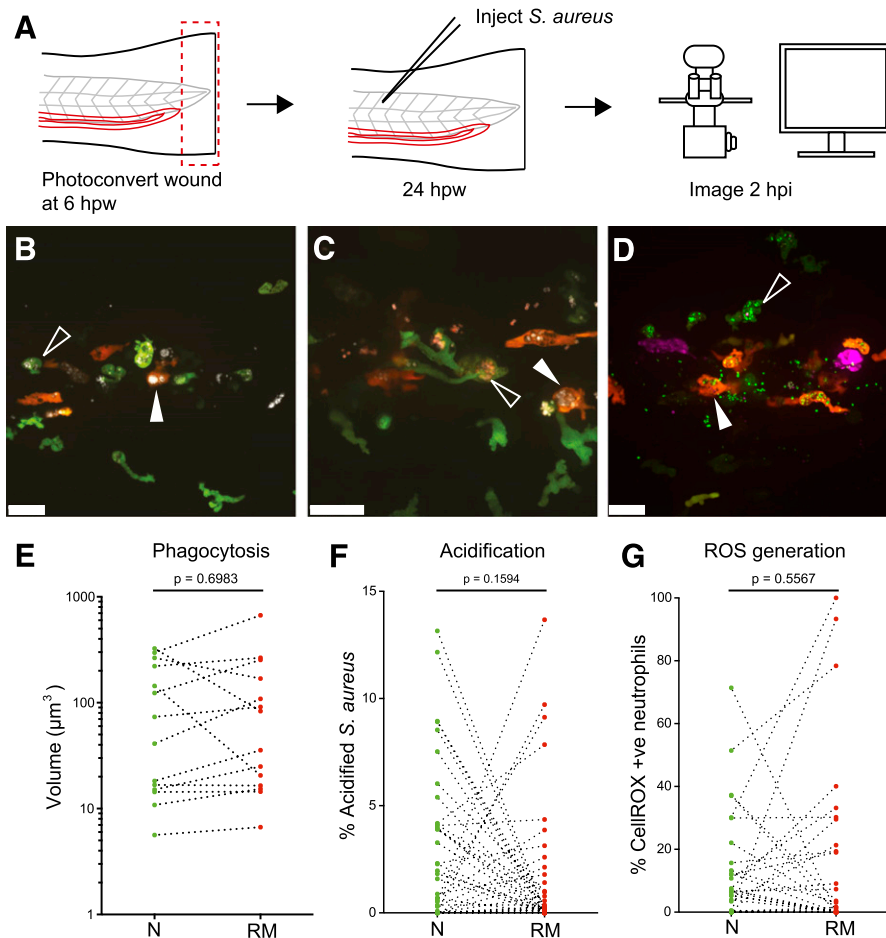 A
Inject S. aureus
Photoconvert wound
at 6 hpw
24 hpw
Image 2 hpi
B
C
D
E
Phagocytosis
p = 0.6983
Volume (µm³)
1000
100
10
1
N
RM
F
Acidification
p = 0.1594
% Acidified S. aureus
15
10
5
0
N
RM
G
ROS generation
p = 0.5567
% CellROX +ve neutrophils
100
80
60
40
20
0
N
RM